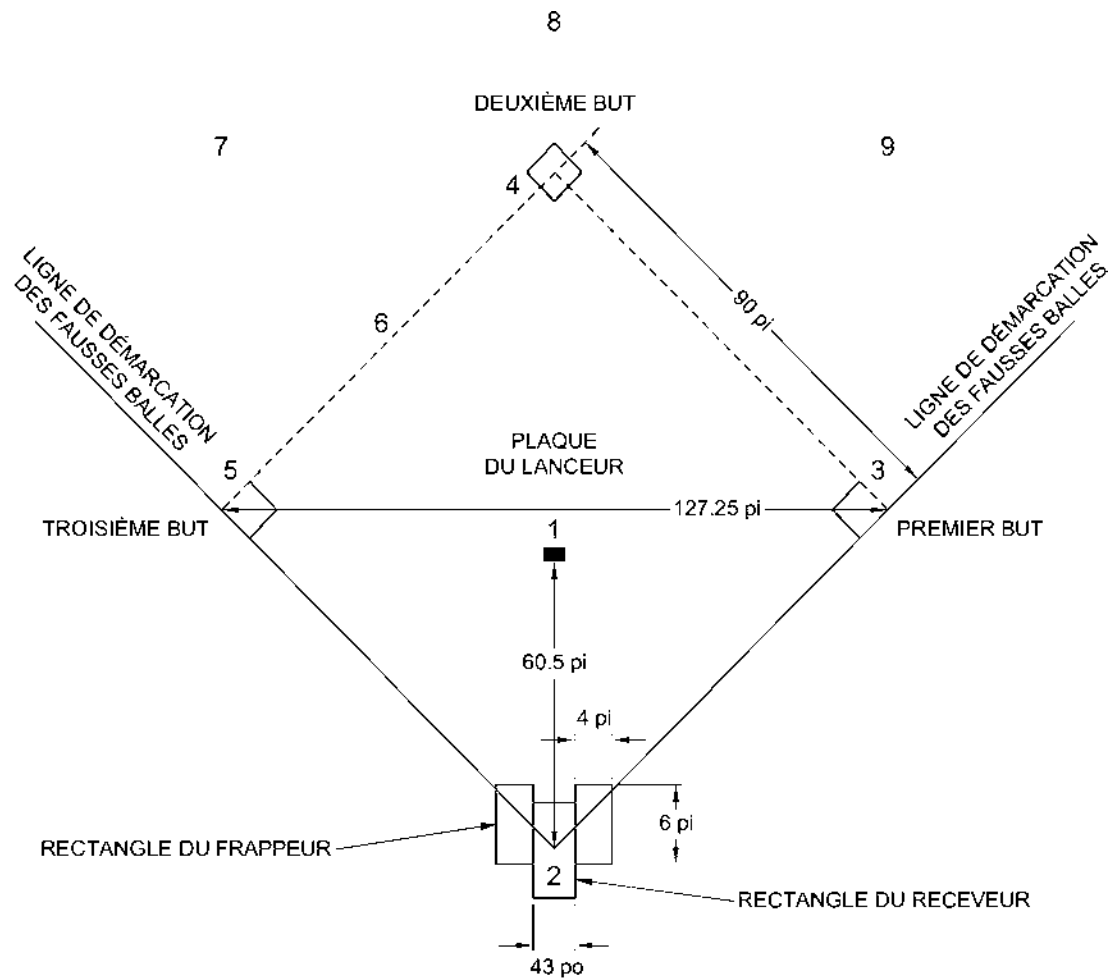 8
DEUXIÈME BUT
7
9
4
LIGNE DE DÉMARCATION
DES FAUSSES BALLES
90 pi
LIGNE DE DÉMARCATION
DES FAUSSES BALLES
6
PLAQUE
DU LANCEUR
5
3
127.25 pi
TROISIÈME BUT
1
PREMIER BUT
60.5 pi
4 pi
6 pi
RECTANGLE DU FRAPPEUR
2
RECTANGLE DU RECEVEUR
43 po